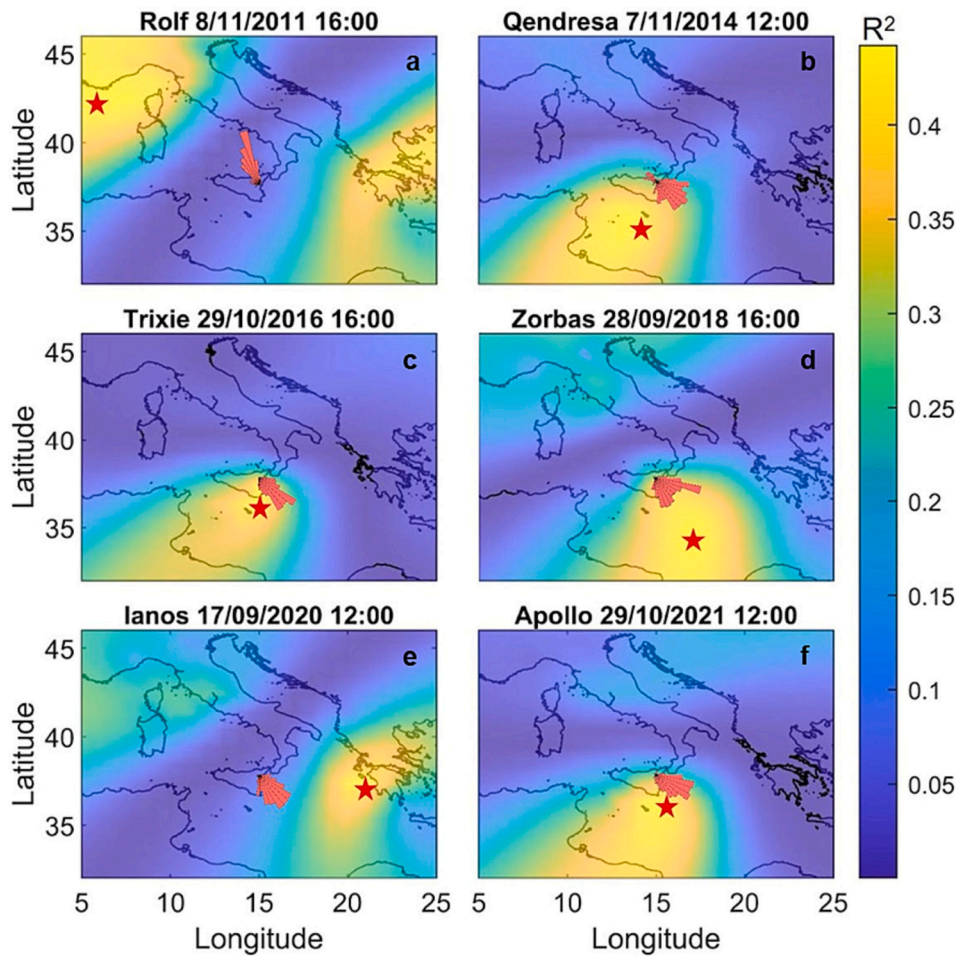 Rolf 8/11/2011 16:00
Qendresa 7/11/2014 12:00
R²
45
40
35
Latitude
a
b
0.4
0.35
0.3
0.25
0.2
0.15
0.1
0.05
Trixie 29/10/2016 16:00
Zorbas 28/09/2018 16:00
45
40
35
Latitude
c
d
Ianos 17/09/2020 12:00
Apollo 29/10/2021 12:00
45
40
35
Latitude
e
f
5 10 15 20 25
5 10 15 20 25
Longitude
Longitude